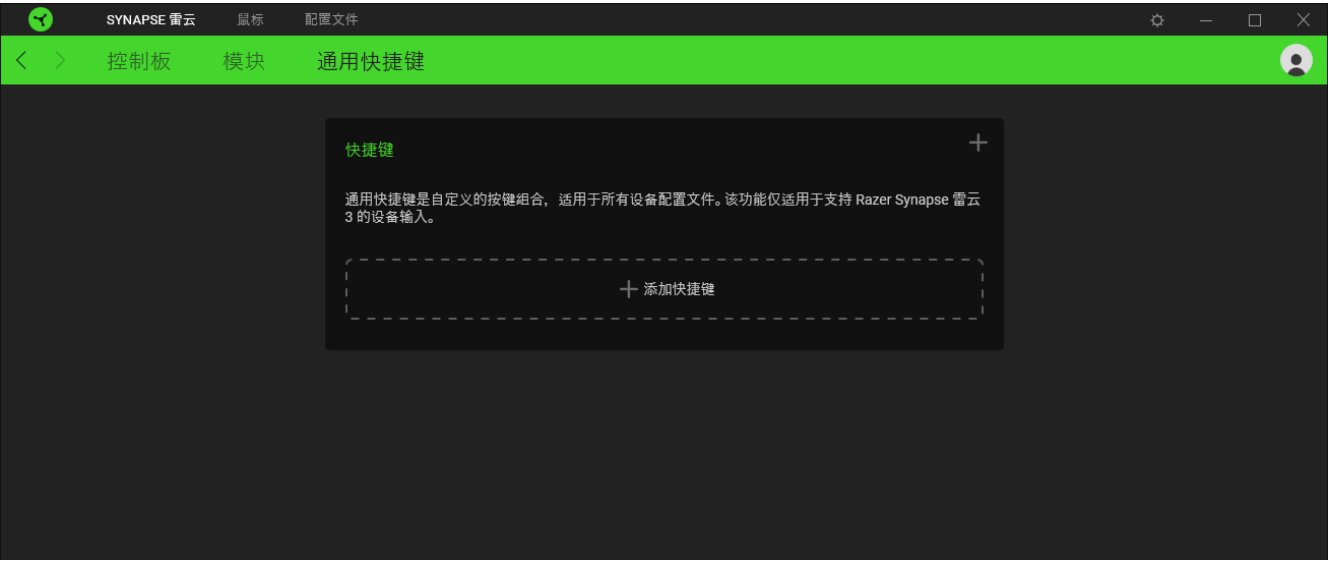 SYNAPSE 雷云 鼠标 配置文件
控制板 模块 通用快捷键
快捷键
通用快捷键是自定义的按键组合，适用于所有设备配置文件。该功能仅适用于支持 Razer Synapse 雷云
3 的设备输入。
添加快捷键